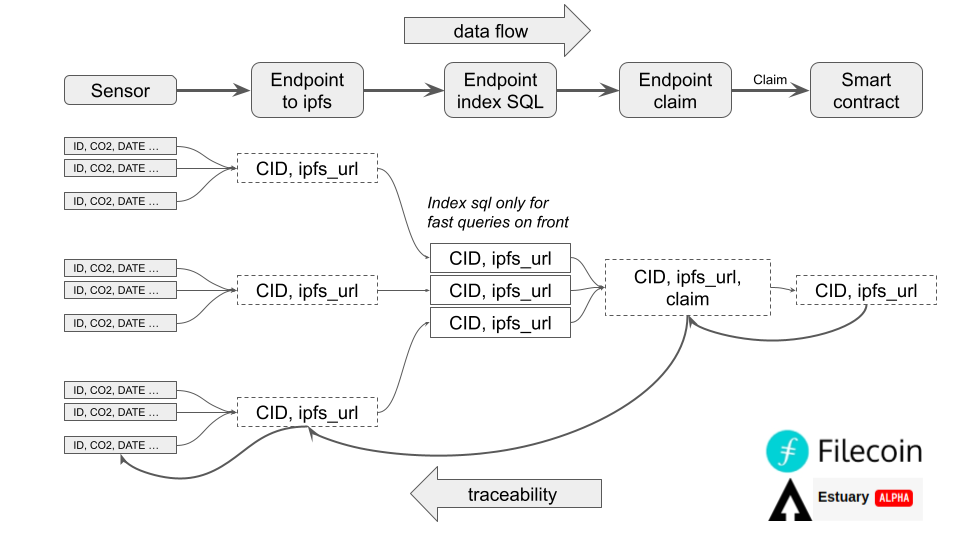 data flow
Sensor
Endpoint
to ipfs
Endpoint
index SQL
Endpoint
claim
Claim
Smart
contract
ID, CO2, DATE ...
ID, CO2, DATE ...
ID, CO2, DATE ...
CID, ipfs_url
Index sql only for
fast queries on front
ID, CO2, DATE ...
ID, CO2, DATE ...
ID, CO2, DATE ...
CID, ipfs_url
CID, ipfs_url
CID, ipfs_url
CID, ipfs_url
CID, ipfs_url,
claim
CID, ipfs_url
ID, CO2, DATE ...
ID, CO2, DATE ...
ID, CO2, DATE ...
CID, ipfs_url
traceability
Filecoin
Estuary ALPHA